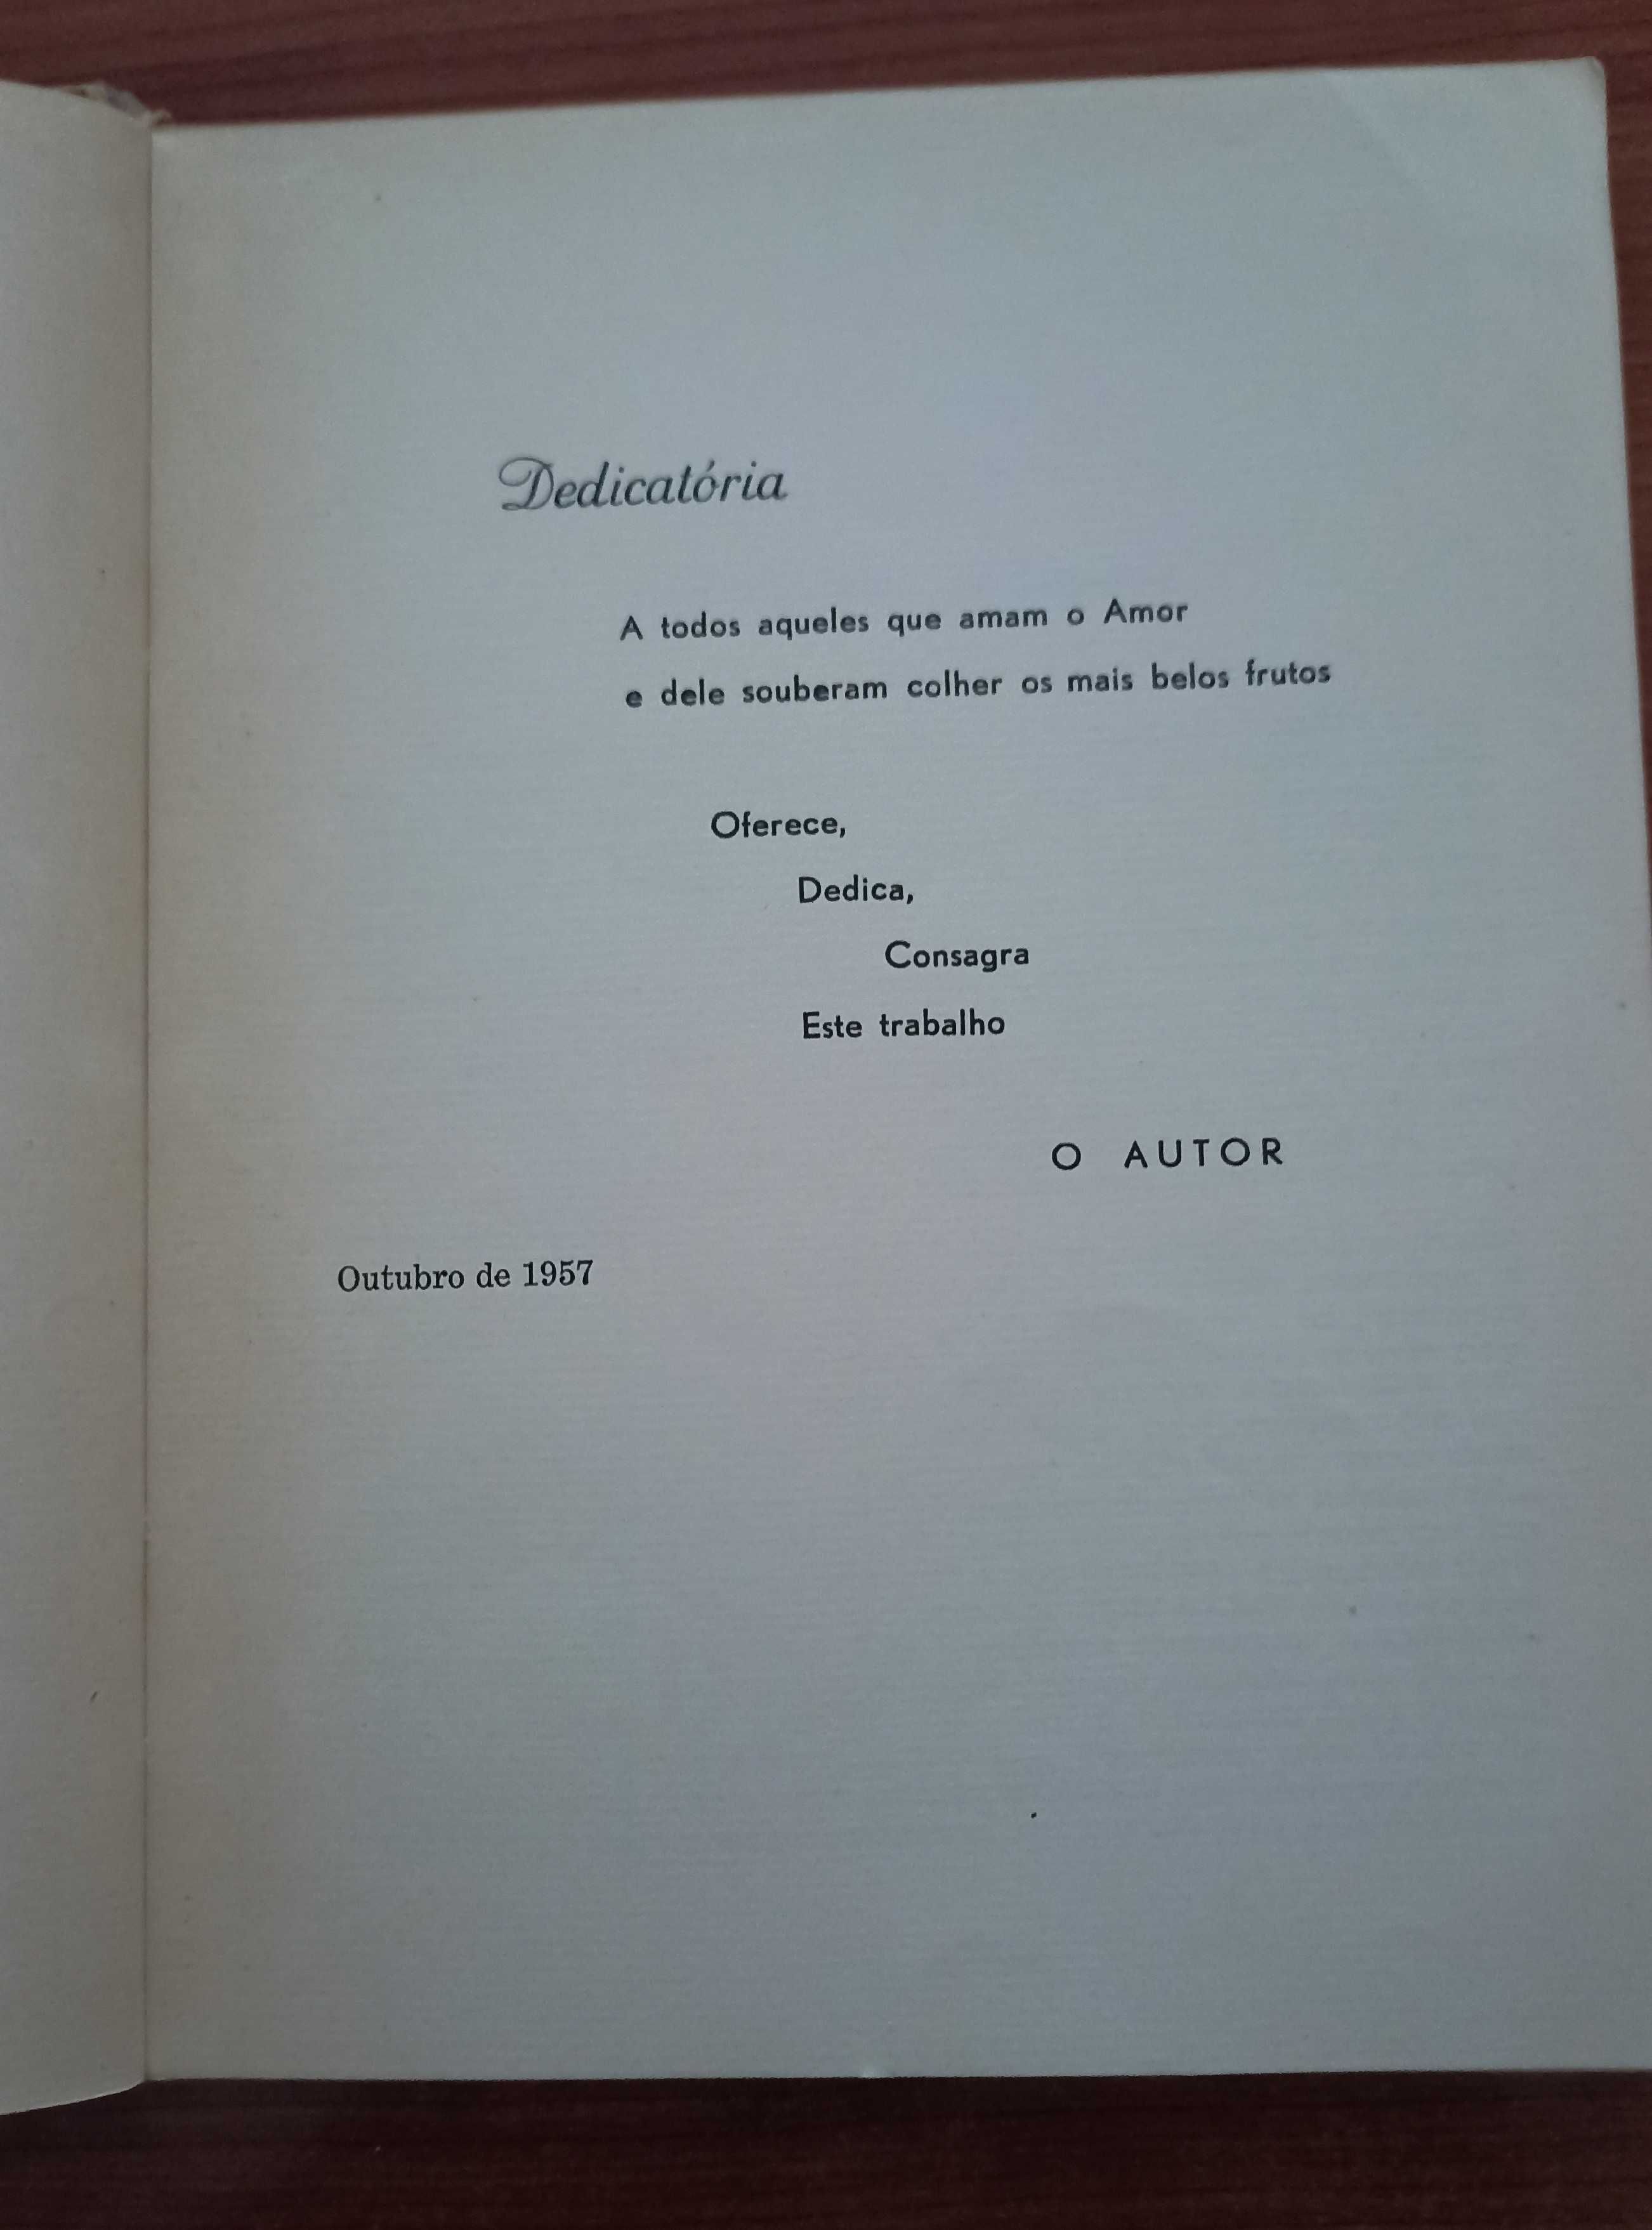 Dedicatória
A todos aqueles que amam o Amor
e dele souberam colher os mais belos frutos
Oferece,
Dedica,
Consagra
Este trabalho
O AUTOR
Outubro de 1957